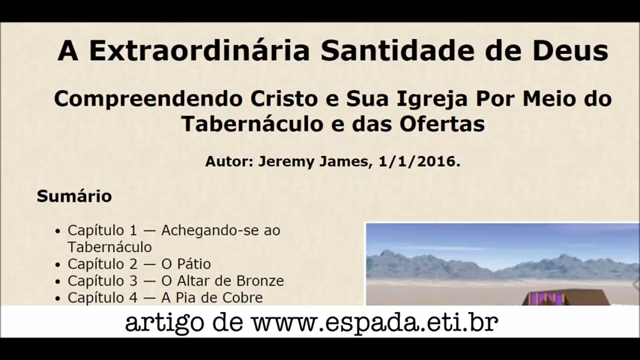 A Extraordinária Santidade de Deus
Compreendendo Cristo e Sua Igreja Por Meio do
Tabernáculo e das Ofertas
Autor: Jeremy James, 1/1/2016.
Sumário
• Capítulo 1 — Achegando-se ao
Tabernáculo
• Capítulo 2 — O Pátio
• Capítulo 3 — O Altar de Bronze
• Capítulo 4 — A Pia de Cobre
artigo de www.espada.eti.br